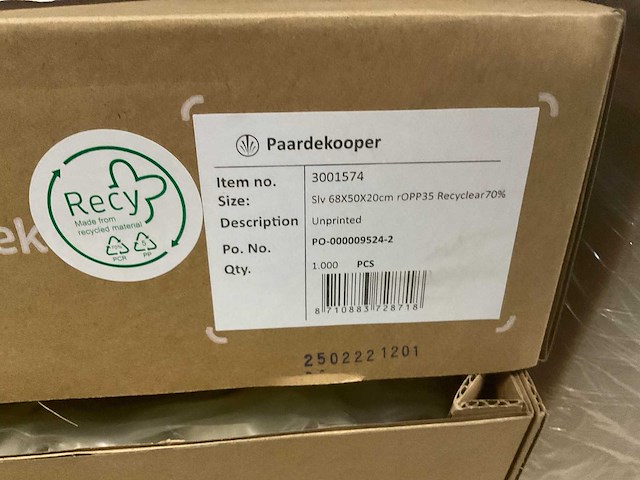 Paardekooper
Item no. 3001574
Size: Slv 68X50X20cm rOPP35 Recyclear70%
Description Unprinted
Po. No. PO-000009524-2
Qty. 1.000 PCS
8 710883 728718
Recy
Made from
recycled material
PCR PP
ek
2502221201